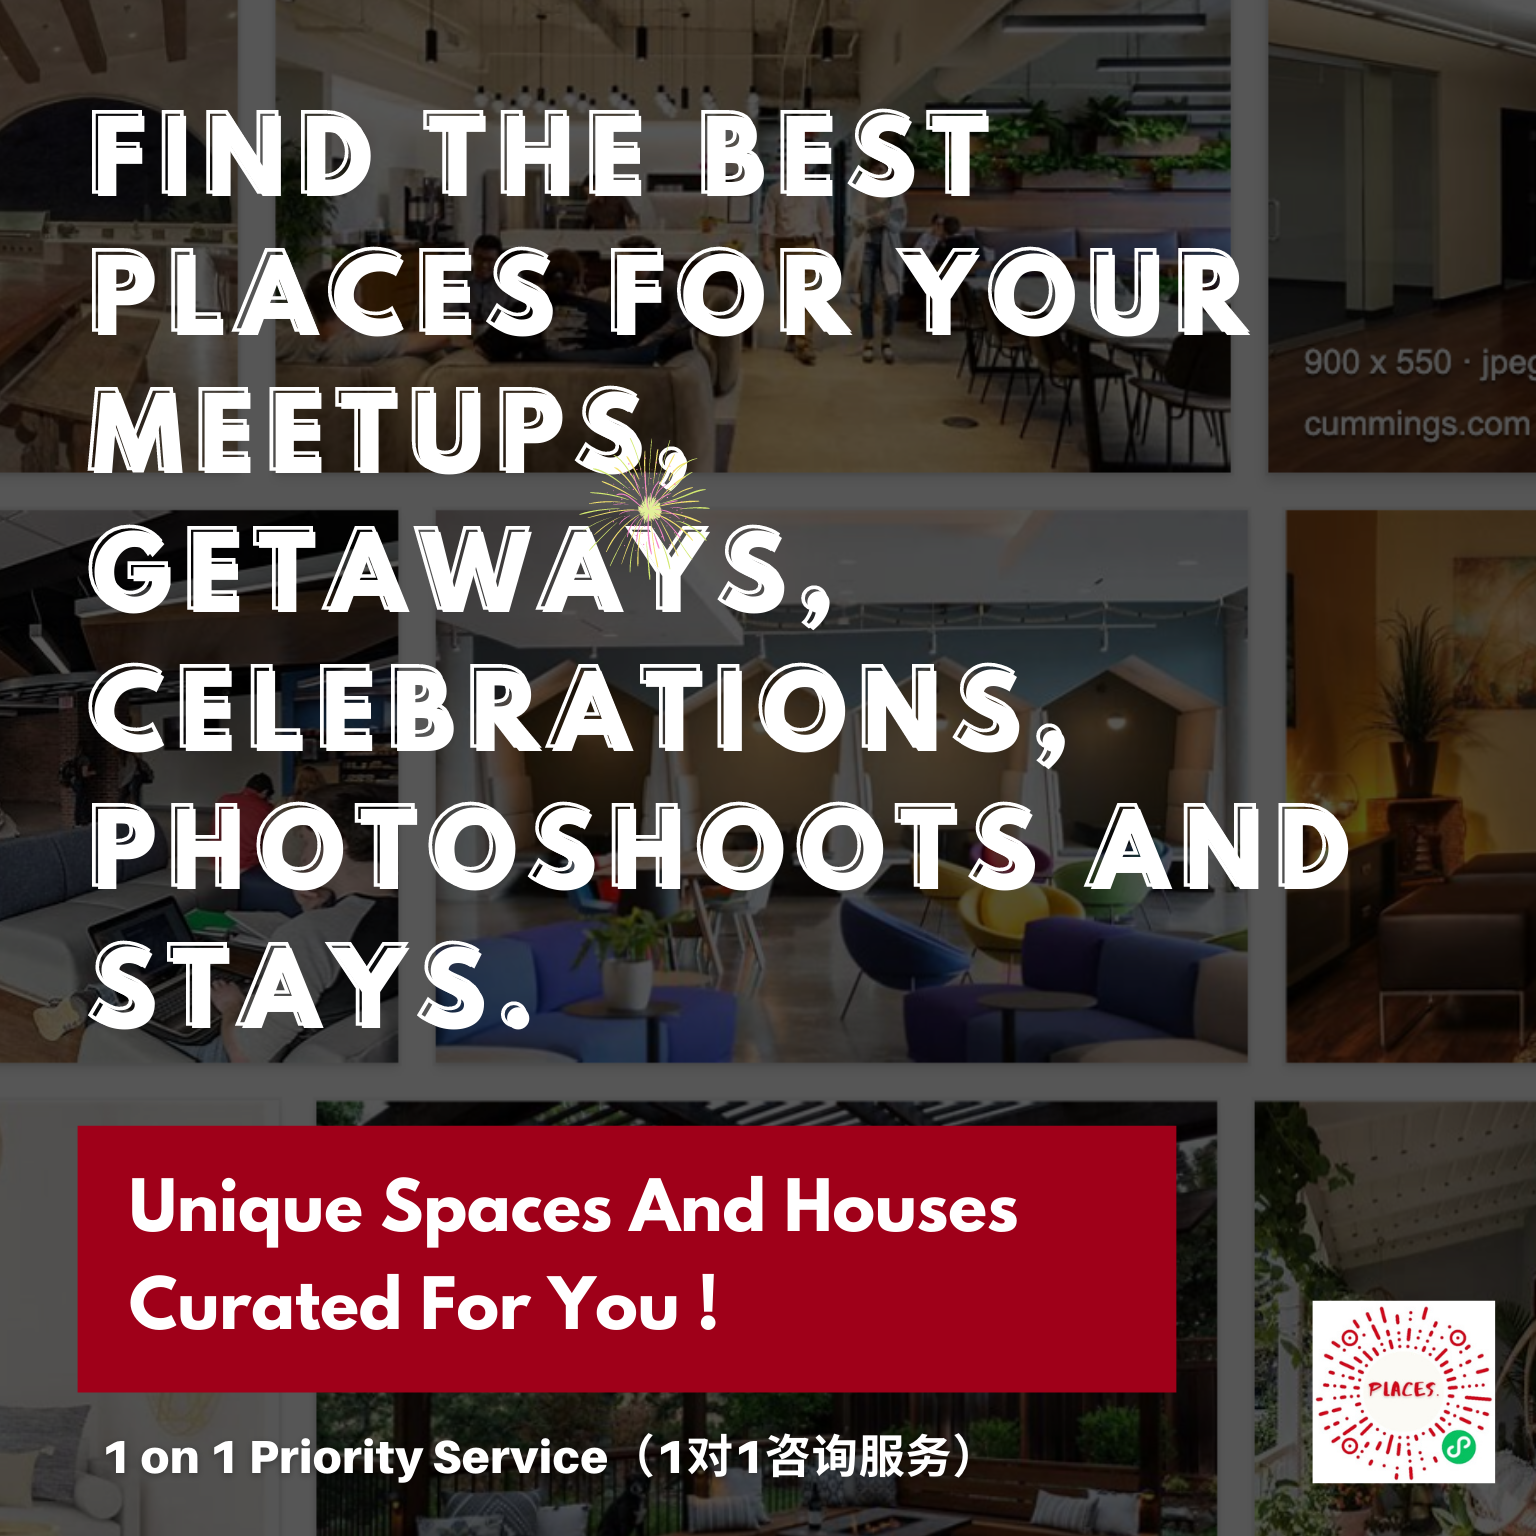 FIND THE BEST
PLACES FOR YOUR
MEETUPS,
GETAWAYS,
CELEBRATIONS,
PHOTOSHOOTS AND
STAYS.
900 x 550 · jpeg
cummings.com
Unique Spaces And Houses
Curated For You !
PLACES.
1 on 1 Priority Service（1对1咨询服务）